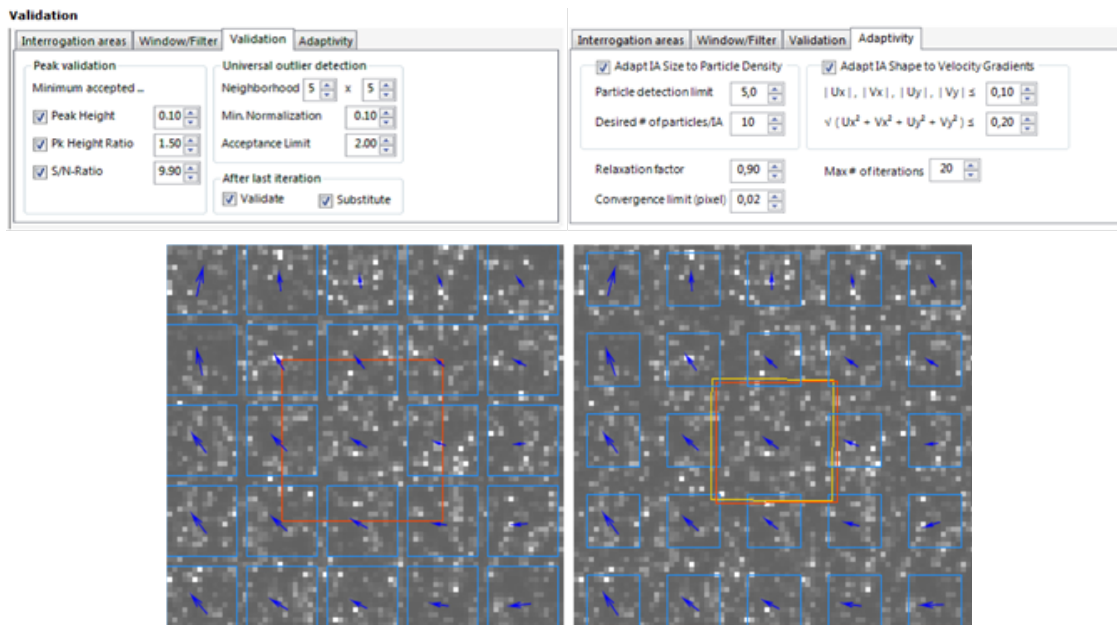 Validation
Interrogation areas Window/Filter Validation Adaptivity
Peak validation
Minimum accepted ...
Peak Height 0.10
Pk Height Ratio 1.50
S/N-Ratio 9.90
Universal outlier detection
Neighborhood 5 x 5
Min. Normalization 0.10
Acceptance Limit 2.00
After last iteration
Validate Substitute
Interrogation areas Window/Filter Validation Adaptivity
Adapt IA Size to Particle Density
Particle detection limit 5,0
Desired # of particles/IA 10
Adapt IA Shape to Velocity Gradients
|Ux|, |Vx|, |Uy|, |Vy| ≤ 0,10
√ ( Ux² + Vx² + Uy² + Vy² ) ≤ 0,20
Relaxation factor 0,90
Max # of iterations 20
Convergence limit (pixel) 0,02